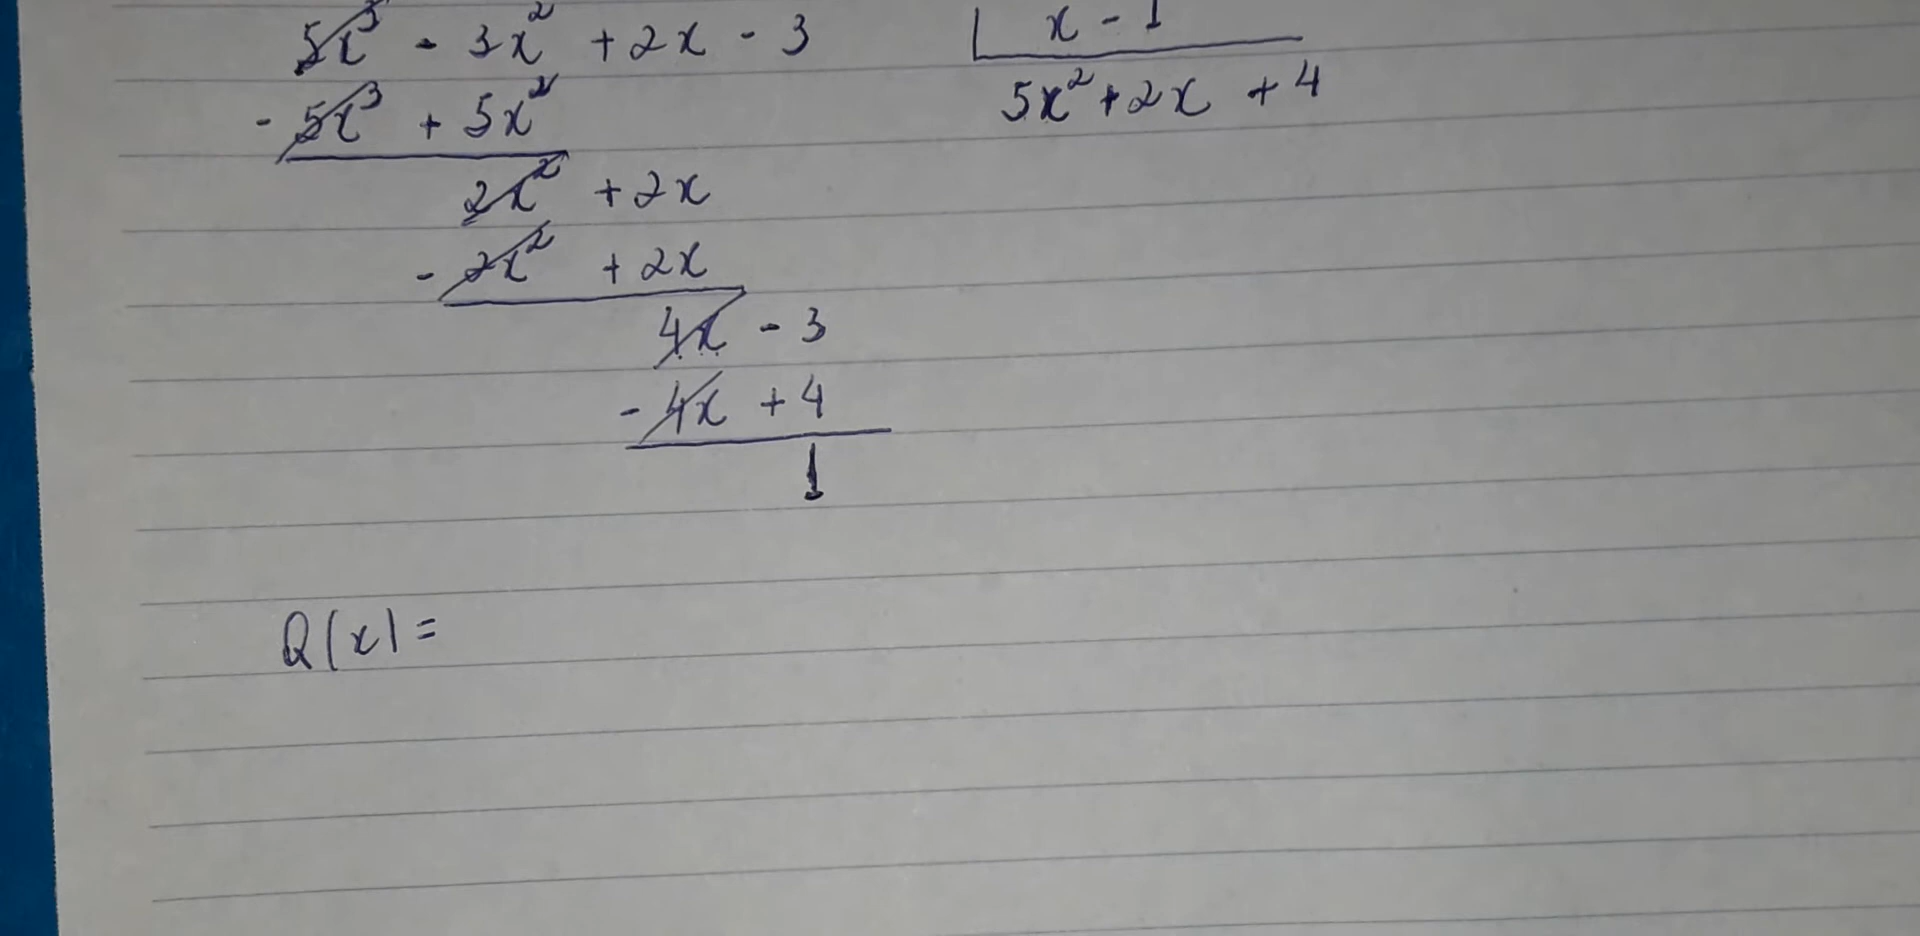 5x³ - 3x² + 2x - 3 | x - 1
- 5x³ + 5x² 5x² + 2x + 4
2x² + 2x
- 2x² + 2x
4x - 3
- 4x + 4
1
Q(x) =